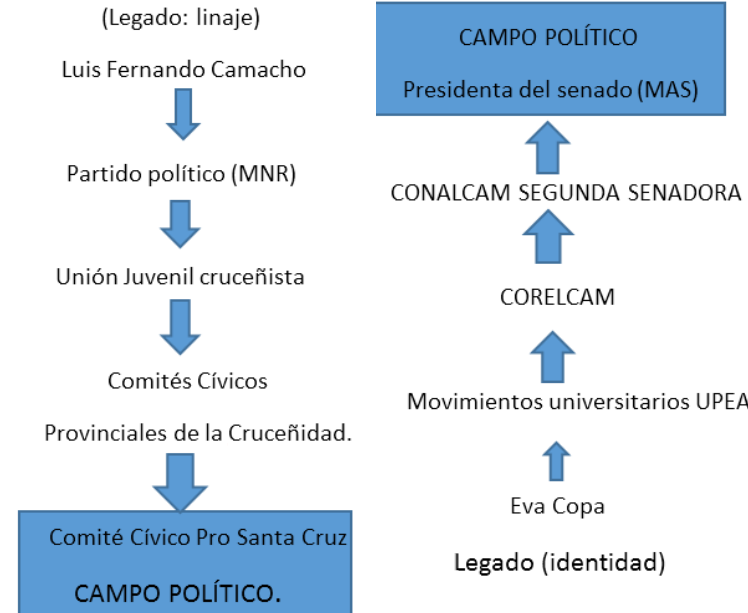 (Legado: linaje)
Luis Fernando Camacho
Partido político (MNR)
Unión Juvenil cruceñista
Comités Cívicos
Provinciales de la Cruceñidad.
Comité Cívico Pro Santa Cruz
CAMPO POLÍTICO.
CAMPO POLÍTICO
Presidenta del senado (MAS)
CONALCAM SEGUNDA SENADORA
CORELCAM
Movimientos universitarios UPEA
Eva Copa
Legado (identidad)